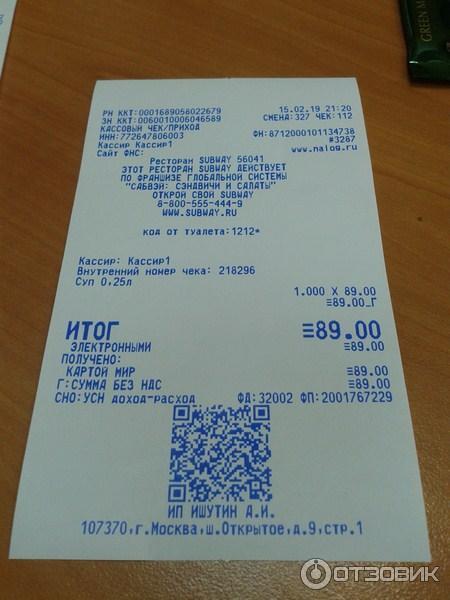 GREEN M
РН ККТ:0001689058022679 15.02.19 21:20
ЗН ККТ:0060010006046589 СМЕНА:327 ЧЕК:112
КАССОВЫЙ ЧЕК/ПРИХОД
ИНН:772647806003 ФН:8712000101134738
Кассир Кассир1 #3287
Сайт ФНС: www.nalog.ru
Ресторан SUBWAY 56041
ЭТОТ РЕСТОРАН SUBWAY ДЕЙСТВУЕТ
ПО ФРАНШИЗЕ ГЛОБАЛЬНОЙ СИСТЕМЫ
"САБВЭЙ: СЭНДВИЧИ И САЛАТЫ"
ОТКРОЙ СВОЙ SUBWAY
8-800-555-444-9
WWW.SUBWAY.RU
код от туалета:1212*
Кассир: Кассир1
Внутренний номер чека: 218296
Суп 0,25л
1.000 X 89.00
≡89.00_Г
ИТОГ ≡89.00
ЭЛЕКТРОННЫМИ ≡89.00
ПОЛУЧЕНО:
КАРТОЙ МИР ≡89.00
Г:СУММА БЕЗ НДС ≡89.00
СНО:УСН доход-расход ФД:32002 ФП:2001767229
ИП ИШУТИН А.И.
107370,г.Москва,ш.Открытое,д.9,стр.1
ОТЗОВИК